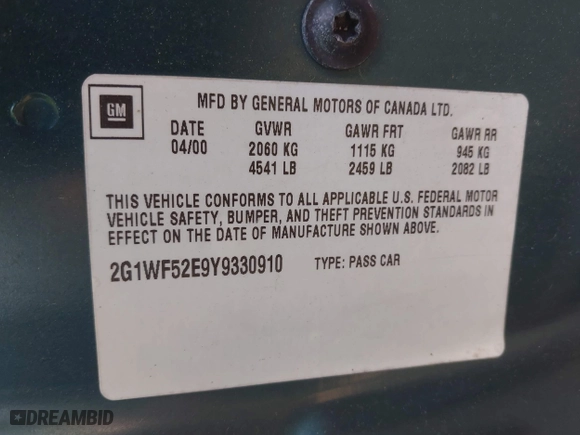 GM
MFD BY GENERAL MOTORS OF CANADA LTD.
DATE GVWR GAWR FRT GAWR RR
04/00 2060 KG 1115 KG 945 KG
4541 LB 2459 LB 2082 LB
THIS VEHICLE CONFORMS TO ALL APPLICABLE U.S. FEDERAL MOTOR
VEHICLE SAFETY, BUMPER, AND THEFT PREVENTION STANDARDS IN
EFFECT ON THE DATE OF MANUFACTURE SHOWN ABOVE.
2G1WF52E9Y9330910 TYPE: PASS CAR
DREAMBID